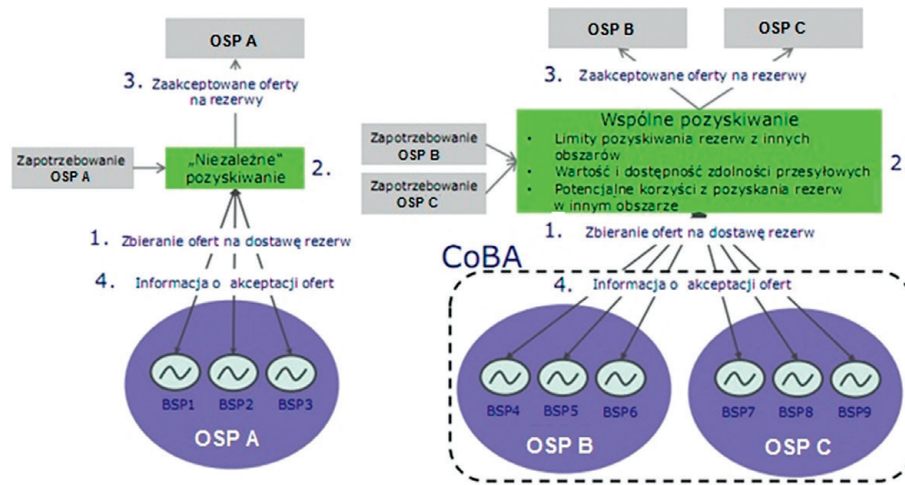 OSP A
3. Zaakceptowane oferty
na rezerwy
Zapotrzebowanie
OSP A
„Niezależne“
pozyskiwanie
2.
1. Zbieranie ofert na dostawę rezerw
4. Informacja o akceptacji ofert
BSP1 BSP2 BSP3
OSP A
OSP B
OSP C
3. Zaakceptowane oferty
na rezerwy
Zapotrzebowanie
OSP B
Zapotrzebowanie
OSP C
Wspólne pozyskiwanie
• Limity pozyskiwania rezerw z innych
obszarów
• Wartość i dostępność zdolności przesyłowych
• Potencjalne korzyści z pozyskania rezerw
w innym obszarze
2
1. Zbieranie ofert na dostawę rezerw
CoBA
4. Informacja o akceptacji ofert
BSP4 BSP5 BSP6
OSP B
BSP7 BSP8 BSP9
OSP C